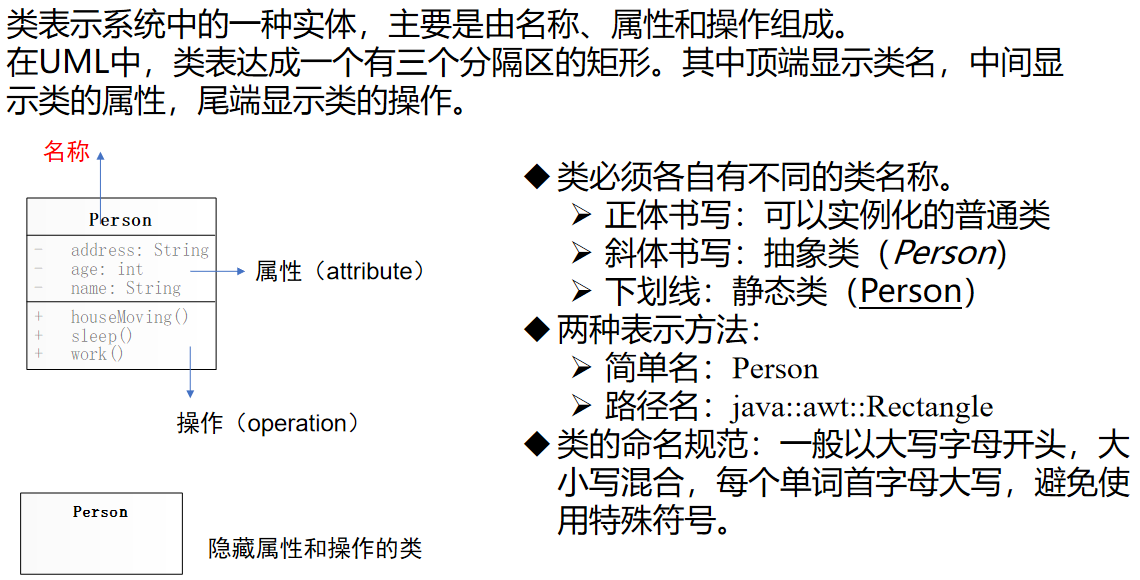 类表示系统中的一种实体，主要是由名称、属性和操作组成。
在UML中，类表达成一个有三个分隔区的矩形。其中顶端显示类名，中间显
示类的属性，尾端显示类的操作。
名称
Person
- address: String
- age: int
- name: String
属性（attribute）
+ houseMoving()
+ sleep()
+ work()
操作（operation）
Person
隐藏属性和操作的类
◆ 类必须各自有不同的类名称。
➢ 正体书写：可以实例化的普通类
➢ 斜体书写：抽象类（Person）
➢ 下划线：静态类（Person）
◆ 两种表示方法：
➢ 简单名：Person
➢ 路径名：java::awt::Rectangle
◆ 类的命名规范：一般以大写字母开头，大
小写混合，每个单词首字母大写，避免使
用特殊符号。